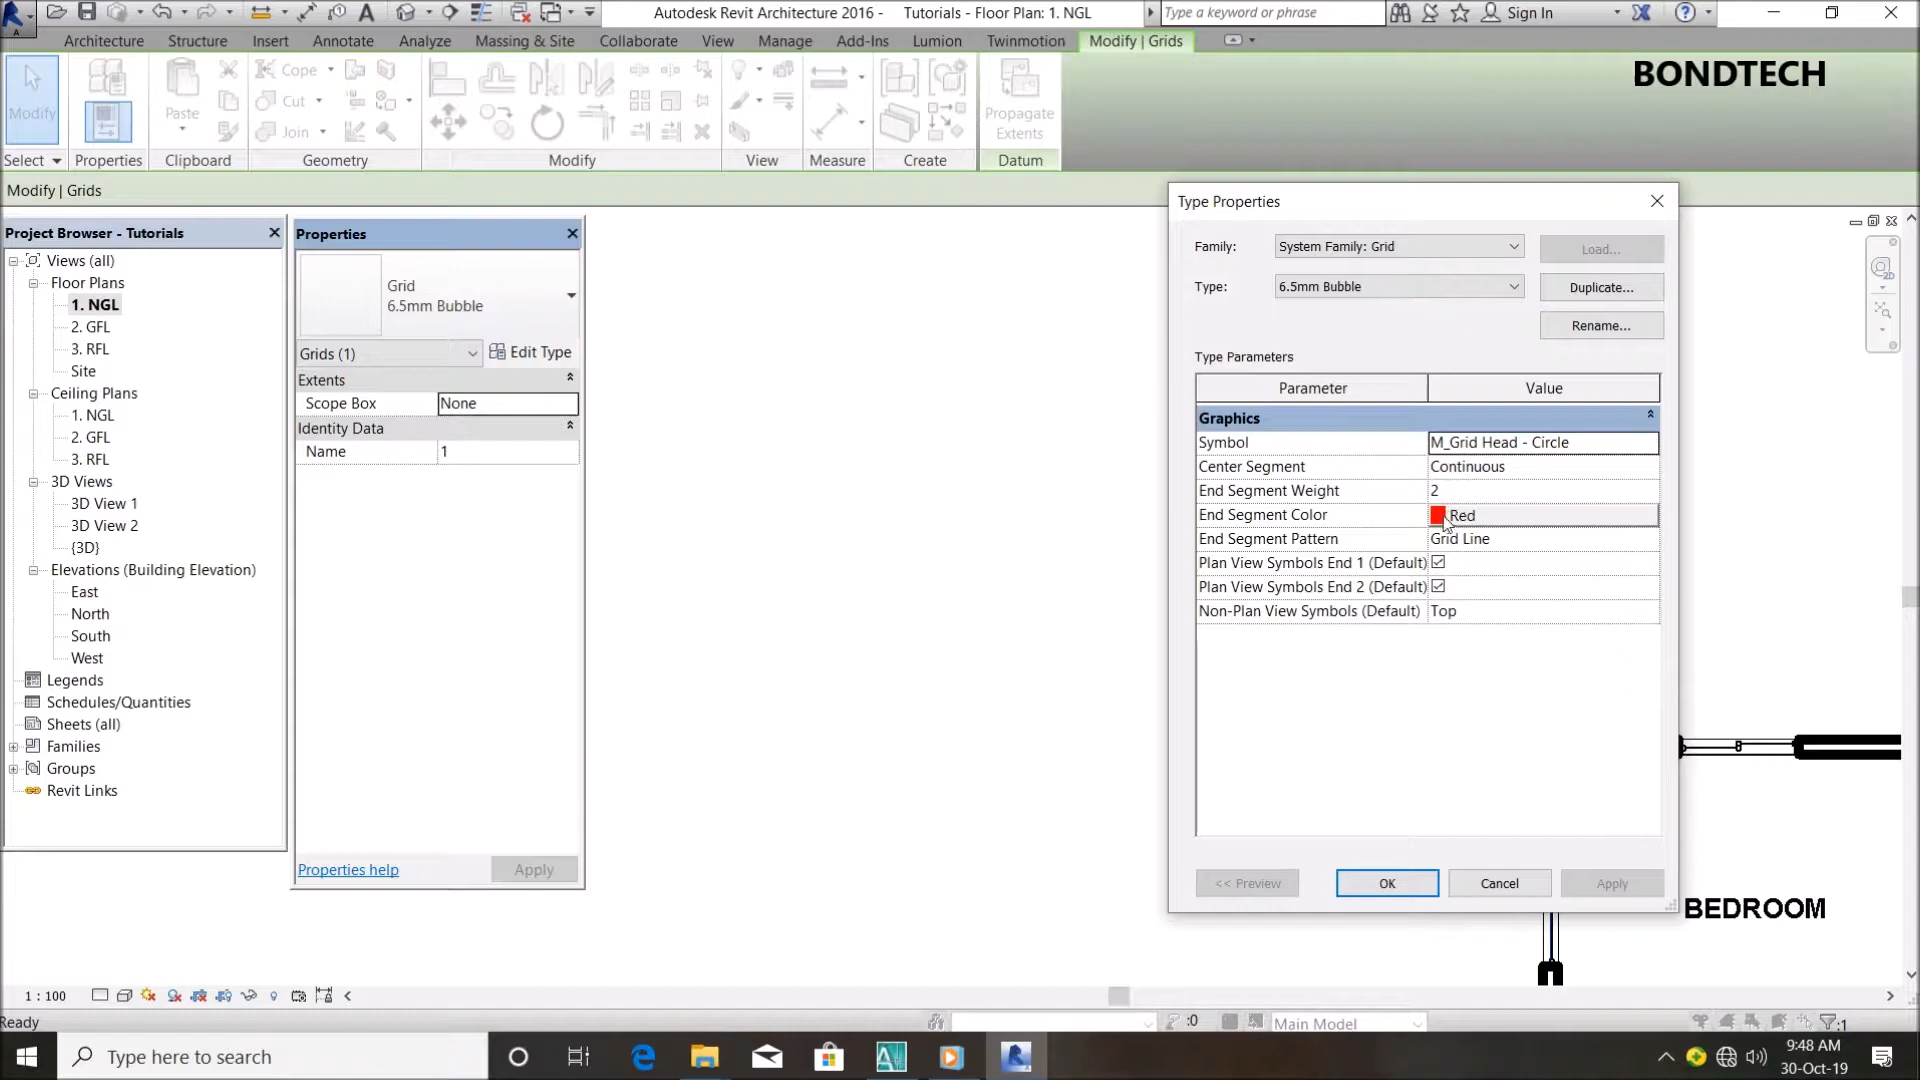 Autodesk Revit Architecture 2016 - Tutorials - Floor Plan: 1. NGL
Type a keyword or phrase
Sign In
Architecture Structure Insert Annotate Analyze Massing & Site Collaborate View Manage Add-Ins Lumion Twinmotion Modify | Grids
BONDTECH
Modify
Paste
Cope
Cut
Join
Propagate
Extents
Select Properties Clipboard Geometry Modify View Measure Create Datum
Modify | Grids
Project Browser - Tutorials
Views (all)
Floor Plans
1. NGL
2. GFL
3. RFL
Site
Ceiling Plans
1. NGL
2. GFL
3. RFL
3D Views
3D View 1
3D View 2
{3D}
Elevations (Building Elevation)
East
North
South
West
Legends
Schedules/Quantities
Sheets (all)
Families
Groups
Revit Links
Properties
Grid
6.5mm Bubble
Grids (1)
Edit Type
Extents
Scope Box None
Identity Data
Name 1
Properties help
Apply
Type Properties
Family: System Family: Grid Load...
Type: 6.5mm Bubble Duplicate...
Rename...
Type Parameters
Parameter Value
Graphics
Symbol M_Grid Head - Circle
Center Segment Continuous
End Segment Weight 2
End Segment Color Red
End Segment Pattern Grid Line
Plan View Symbols End 1 (Default)
Plan View Symbols End 2 (Default)
Non-Plan View Symbols (Default) Top
<< Preview OK Cancel Apply
2D
BEDROOM
1 : 100
Ready
:0
Main Model
:1
Type here to search
9:48 AM
30-Oct-19